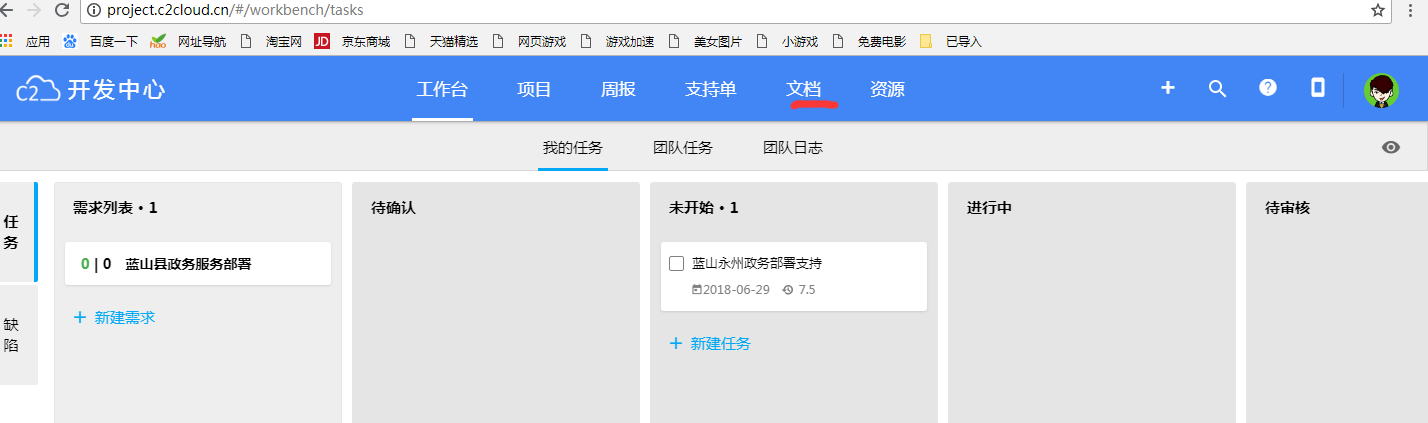 project.c2cloud.cn/#/workbench/tasks
应用 百度一下 网址导航 淘宝网 JD 京东商城 天猫精选 网页游戏 游戏加速 美女图片 小游戏 免费电影 已导入
c2 开发中心 工作台 项目 周报 支持单 文档 资源
我的任务 团队任务 团队日志
任务
缺陷
需求列表 · 1 待确认 未开始 · 1 进行中 待审核
0 | 0 蓝山县政务服务部署 蓝山永州政务部署支持
2018-06-29 7.5
+ 新建需求
+ 新建任务